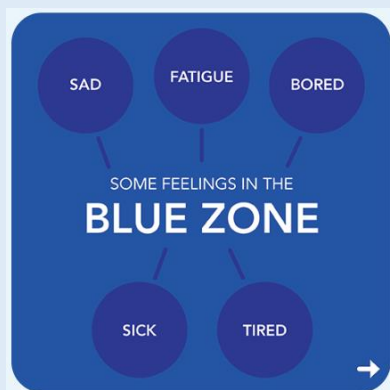 SAD
FATIGUE
BORED
SOME FEELINGS IN THE
BLUE ZONE
SICK
TIRED